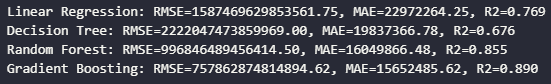 Linear Regression: RMSE=1587469629853561.75, MAE=22972264.25, R2=0.769
Decision Tree: RMSE=2222047473859969.00, MAE=19837366.78, R2=0.676
Random Forest: RMSE=996846489456414.50, MAE=16049866.48, R2=0.855
Gradient Boosting: RMSE=757862874814894.62, MAE=15652485.62, R2=0.890